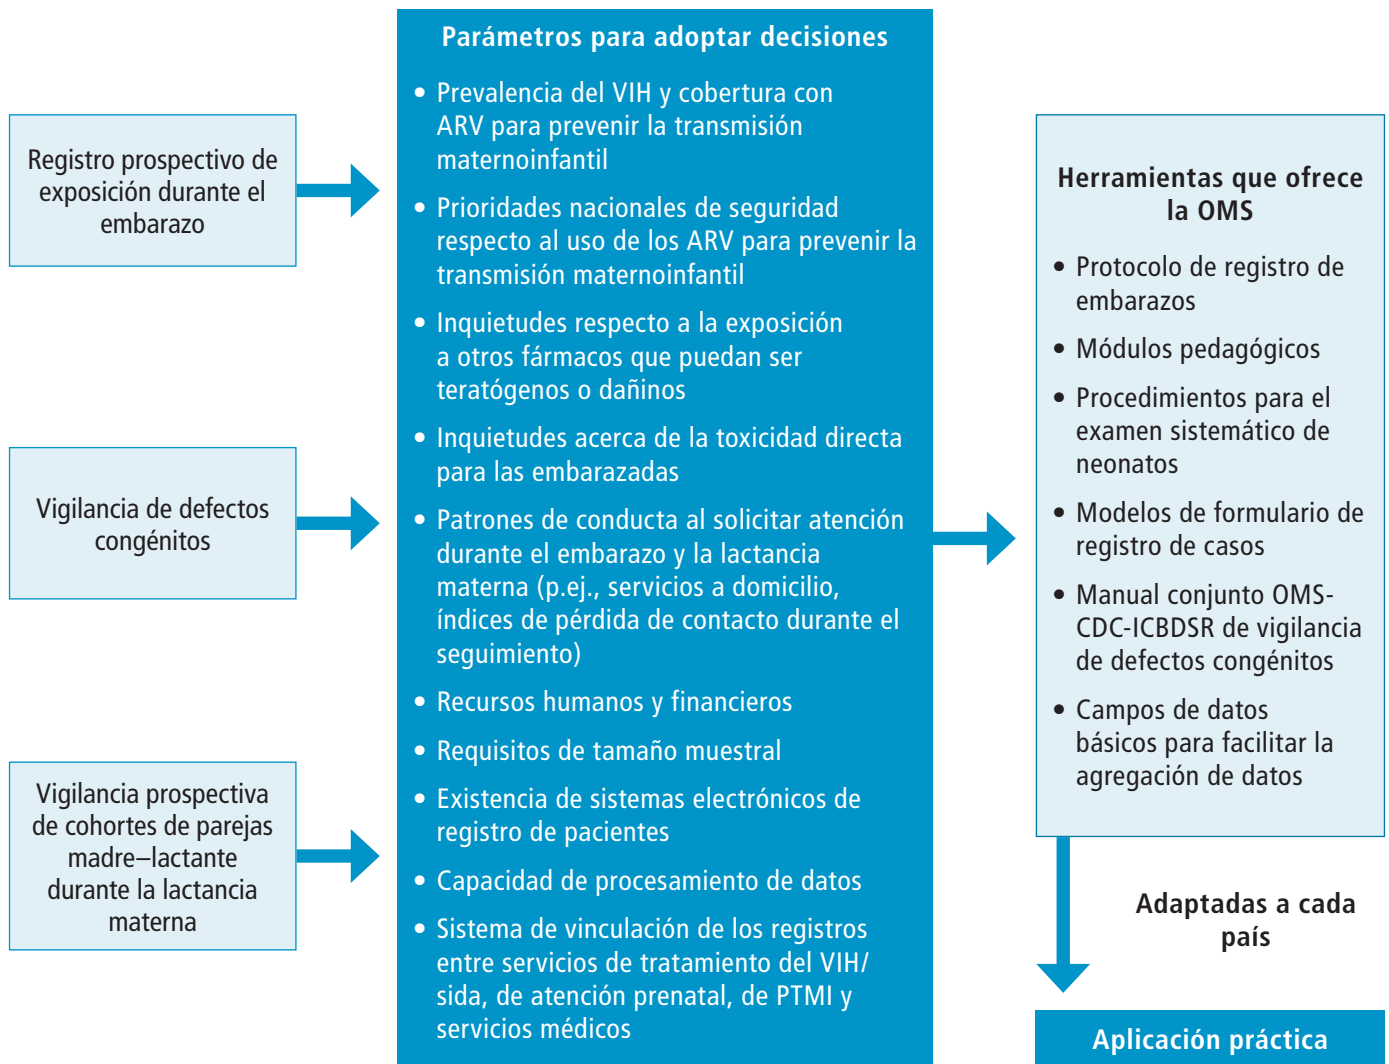 Registro prospectivo de
exposición durante el
embarazo
Vigilancia de defectos
congénitos
Vigilancia prospectiva
de cohortes de parejas
madre–lactante
durante la lactancia
materna
Parámetros para adoptar decisiones
• Prevalencia del VIH y cobertura con
ARV para prevenir la transmisión
maternoinfantil
• Prioridades nacionales de seguridad
respecto al uso de los ARV para prevenir la
transmisión maternoinfantil
• Inquietudes respecto a la exposición
a otros fármacos que puedan ser
teratógenos o dañinos
• Inquietudes acerca de la toxicidad directa
para las embarazadas
• Patrones de conducta al solicitar atención
durante el embarazo y la lactancia
materna (p.ej., servicios a domicilio,
índices de pérdida de contacto durante el
seguimiento)
• Recursos humanos y financieros
• Requisitos de tamaño muestral
• Existencia de sistemas electrónicos de
registro de pacientes
• Capacidad de procesamiento de datos
• Sistema de vinculación de los registros
entre servicios de tratamiento del VIH/
sida, de atención prenatal, de PTMI y
servicios médicos
Herramientas que ofrece
la OMS
• Protocolo de registro de
embarazos
• Módulos pedagógicos
• Procedimientos para el
examen sistemático de
neonatos
• Modelos de formulario de
registro de casos
• Manual conjunto OMS-
CDC-ICBDSR de vigilancia
de defectos congénitos
• Campos de datos
básicos para facilitar la
agregación de datos
Adaptadas a cada
país
Aplicación práctica